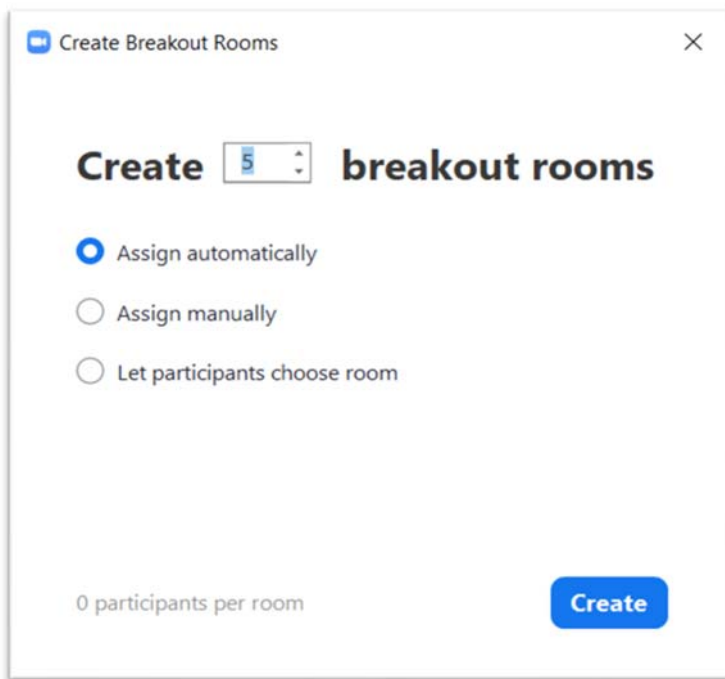 Create Breakout Rooms
Create 5 breakout rooms
Assign automatically
Assign manually
Let participants choose room
0 participants per room Create